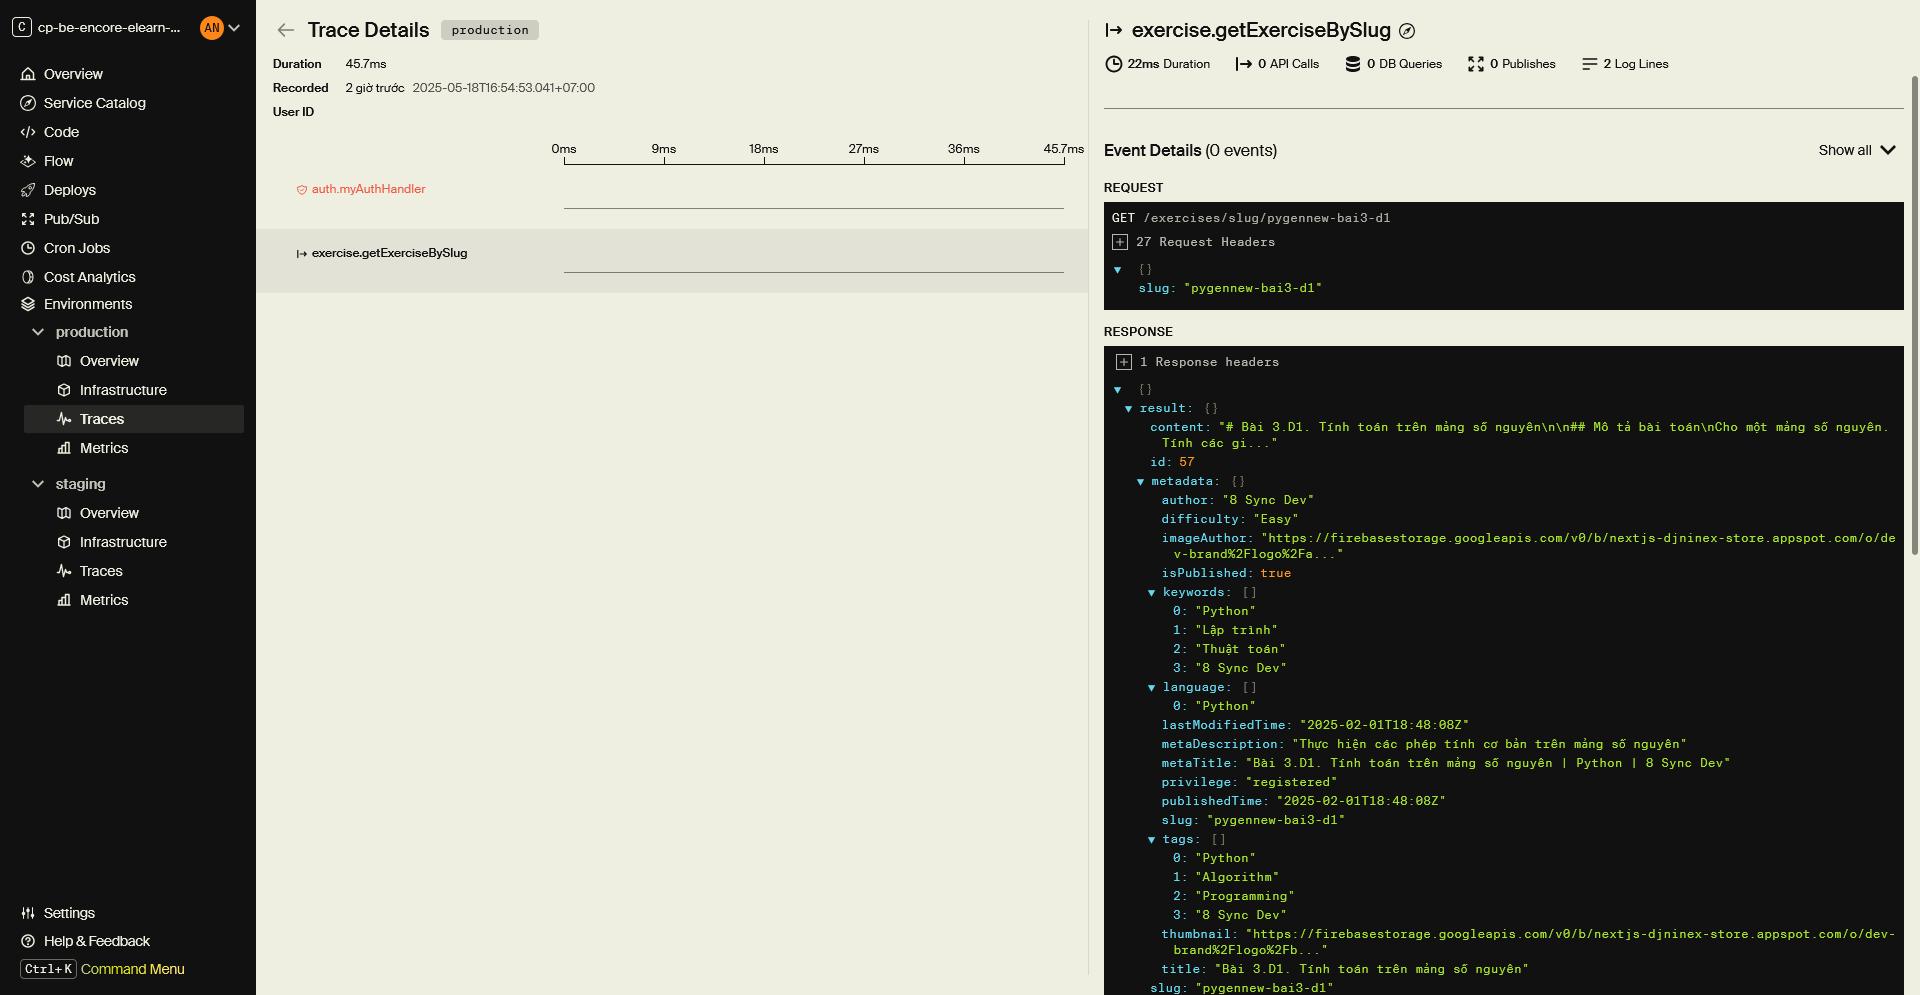 C cp-be-encore-elearn-... AN
Overview
Service Catalog
Code
Flow
Deploys
Pub/Sub
Cron Jobs
Cost Analytics
Environments
production
Overview
Infrastructure
Traces
Metrics
staging
Overview
Infrastructure
Traces
Metrics
Settings
Help & Feedback
Ctrl+K Command Menu
Trace Details production
Duration 45.7ms
Recorded 2 giờ trước 2025-05-18T16:54:53.041+07:00
User ID
0ms 9ms 18ms 27ms 36ms 45.7ms
auth.myAuthHandler
exercise.getExerciseBySlug
exercise.getExerciseBySlug
22ms Duration 0 API Calls 0 DB Queries 0 Publishes 2 Log Lines
Event Details (0 events) Show all
REQUEST
GET /exercises/slug/pygennew-bai3-d1
27 Request Headers
{}
slug: "pygennew-bai3-d1"
RESPONSE
1 Response headers
{}
result: {}
content: "# Bài 3.D1. Tính toán trên mảng số nguyên\n\n## Mô tả bài toán\nCho một mảng số nguyên.
Tính các gi..."
id: 57
metadata: {}
author: "8 Sync Dev"
difficulty: "Easy"
imageAuthor: "https://firebasestorage.googleapis.com/v0/b/nextjs-djninex-store.appspot.com/o/de
v-brand%2Flogo%2Fa..."
isPublished: true
keywords: []
0: "Python"
1: "Lập trình"
2: "Thuật toán"
3: "8 Sync Dev"
language: []
0: "Python"
lastModifiedTime: "2025-02-01T18:48:08Z"
metaDescription: "Thực hiện các phép tính cơ bản trên mảng số nguyên"
metaTitle: "Bài 3.D1. Tính toán trên mảng số nguyên | Python | 8 Sync Dev"
privilege: "registered"
publishedTime: "2025-02-01T18:48:08Z"
slug: "pygennew-bai3-d1"
tags: []
0: "Python"
1: "Algorithm"
2: "Programming"
3: "8 Sync Dev"
thumbnail: "https://firebasestorage.googleapis.com/v0/b/nextjs-djninex-store.appspot.com/o/dev-
brand%2Flogo%2Fb..."
title: "Bài 3.D1. Tính toán trên mảng số nguyên"
slug: "pygennew-bai3-d1"